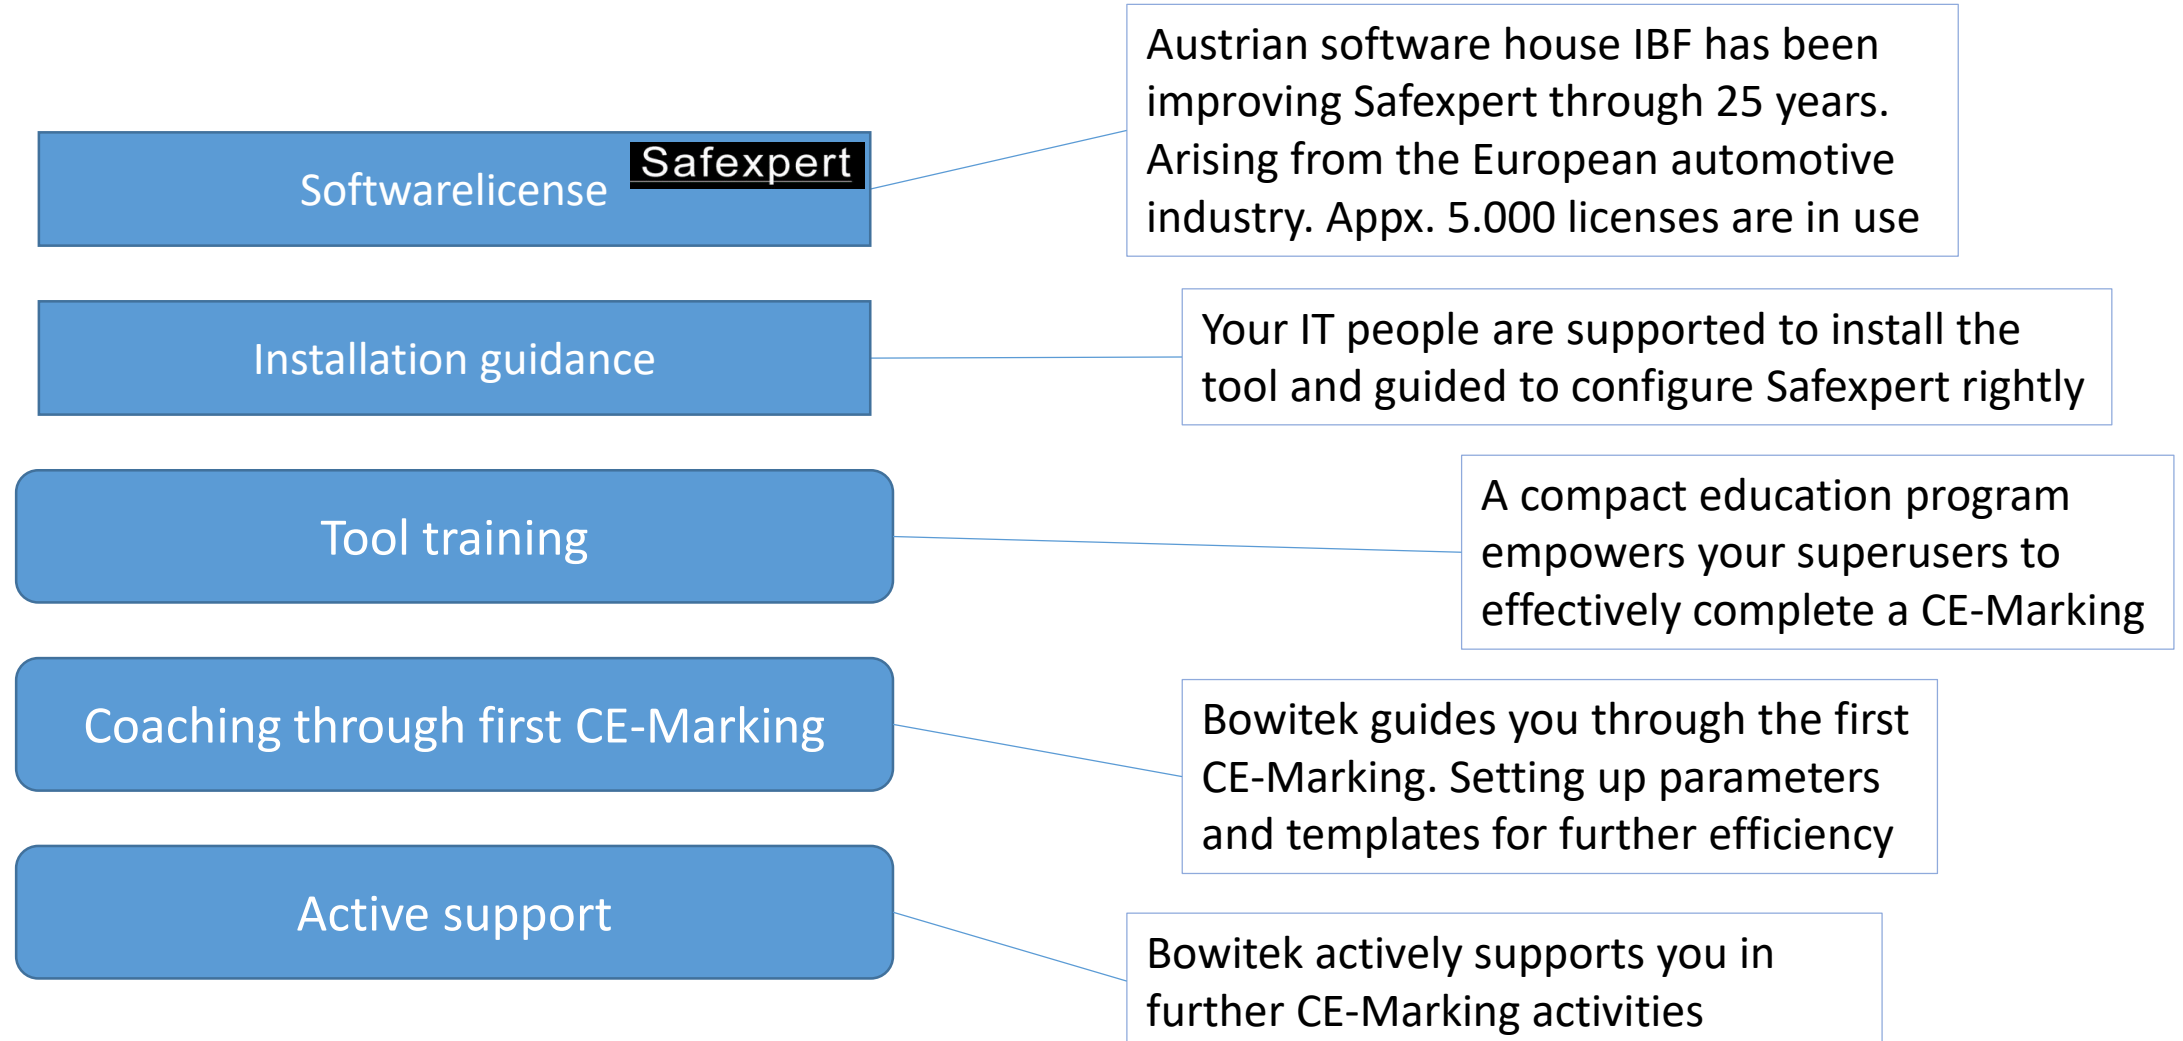 Softwarelicense
Safexpert
Austrian software house IBF has been
improving Safexpert through 25 years.
Arising from the European automotive
industry. Appx. 5.000 licenses are in use
Installation guidance
Your IT people are supported to install the
tool and guided to configure Safexpert rightly
Tool training
A compact education program
empowers your superusers to
effectively complete a CE-Marking
Coaching through first CE-Marking
Bowitek guides you through the first
CE-Marking. Setting up parameters
and templates for further efficiency
Active support
Bowitek actively supports you in
further CE-Marking activities